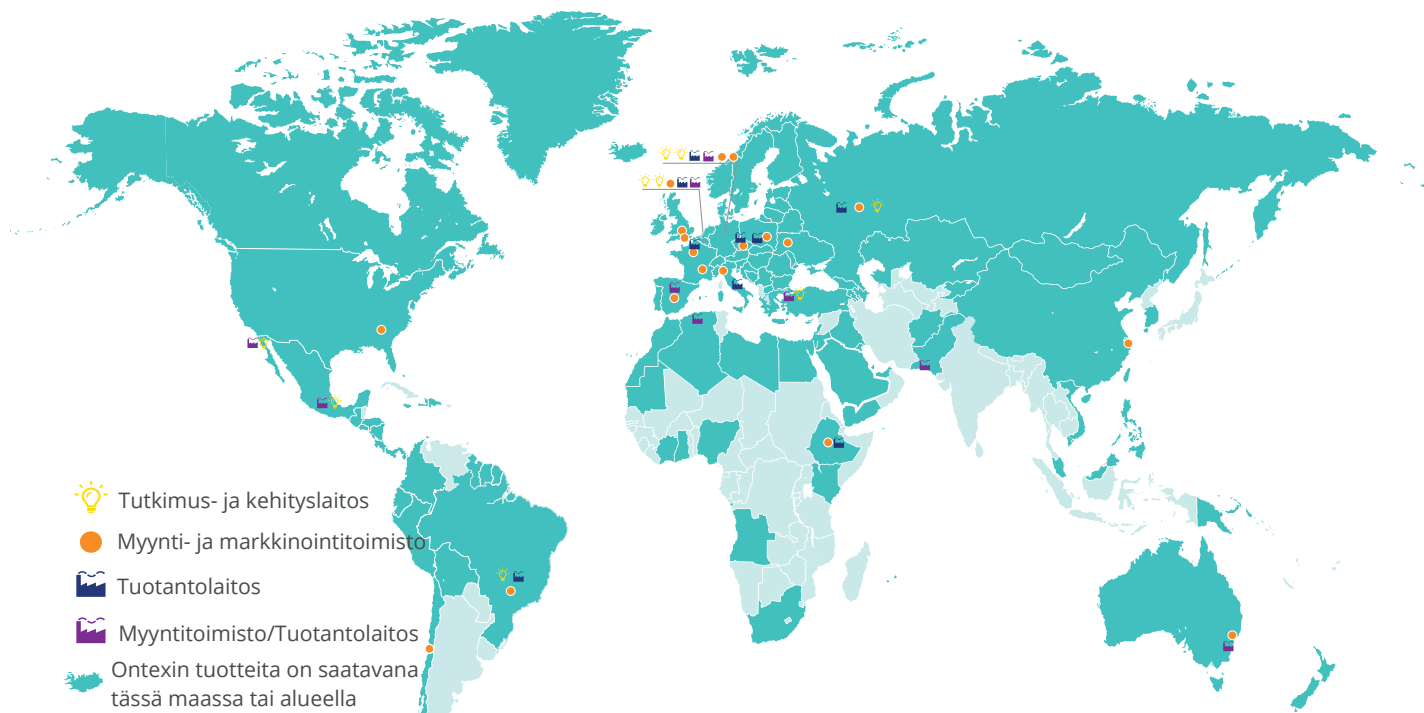 Tutkimus- ja kehityslaitos
Myynti- ja markkinointitoimisto
Tuotantolaitos
Myyntitoimisto/Tuotantolaitos
Ontexin tuotteita on saatavana
tässä maassa tai alueella